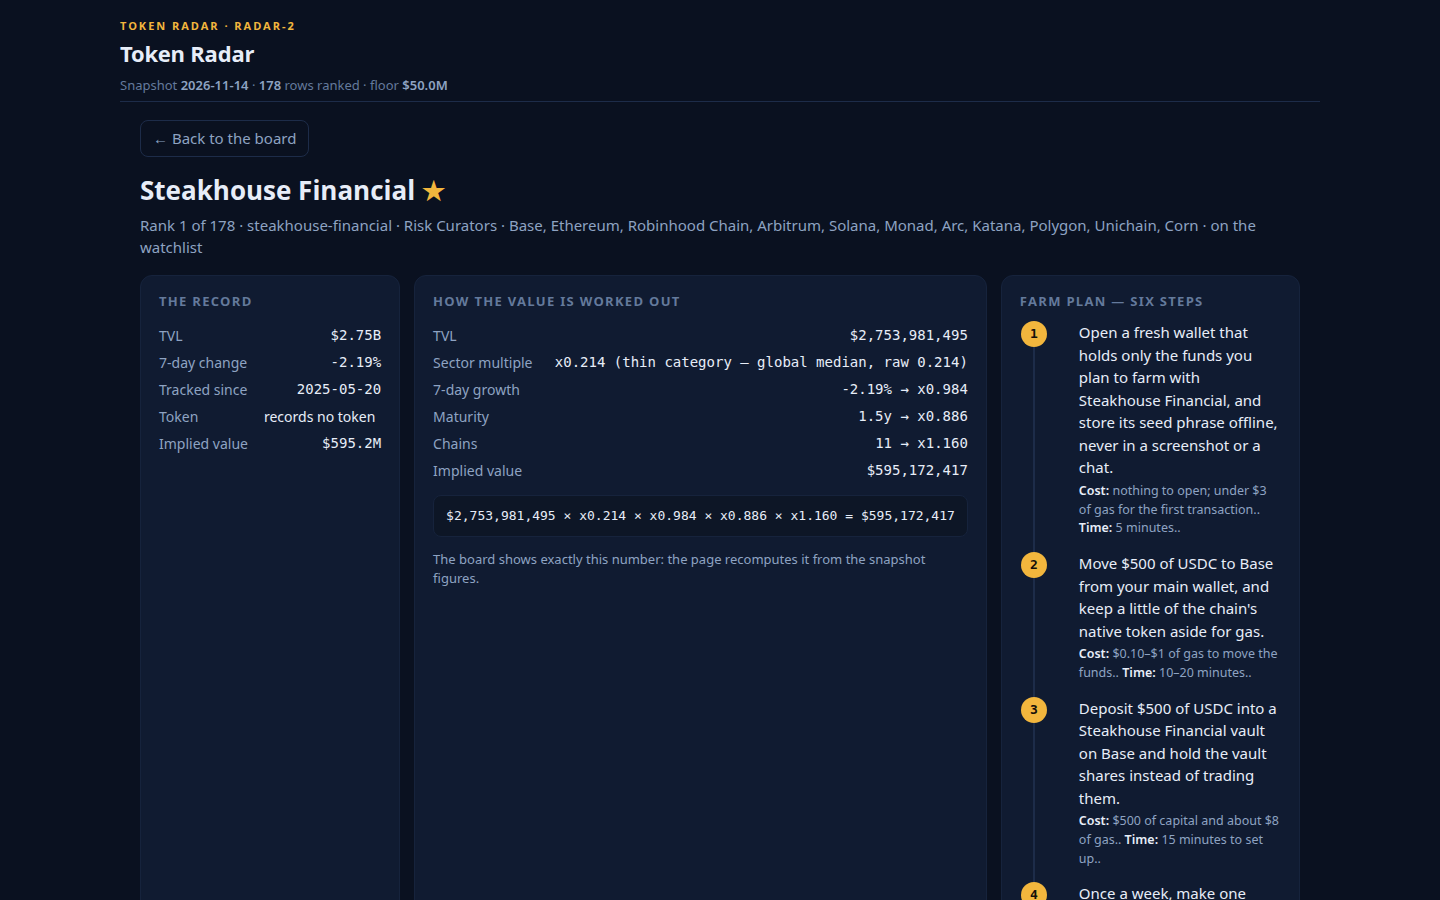 TOKEN RADAR · RADAR-2
Token Radar
Snapshot 2026-11-14 · 178 rows ranked · floor $50.0M
← Back to the board
Steakhouse Financial ★
Rank 1 of 178 · steakhouse-financial · Risk Curators · Base, Ethereum, Robinhood Chain, Arbitrum, Solana, Monad, Arc, Katana, Polygon, Unichain, Corn · on the
watchlist
THE RECORD
TVL $2.75B
7-day change -2.19%
Tracked since 2025-05-20
Token records no token
Implied value $595.2M
HOW THE VALUE IS WORKED OUT
TVL $2,753,981,495
Sector multiple x0.214 (thin category — global median, raw 0.214)
7-day growth -2.19% → x0.984
Maturity 1.5y → x0.886
Chains 11 → x1.160
Implied value $595,172,417
$2,753,981,495 × x0.214 × x0.984 × x0.886 × x1.160 = $595,172,417
The board shows exactly this number: the page recomputes it from the snapshot
figures.
FARM PLAN — SIX STEPS
1 Open a fresh wallet that
holds only the funds you
plan to farm with
Steakhouse Financial, and
store its seed phrase offline,
never in a screenshot or a
chat.
Cost: nothing to open; under $3
of gas for the first transaction..
Time: 5 minutes..
2 Move $500 of USDC to Base
from your main wallet, and
keep a little of the chain's
native token aside for gas.
Cost: $0.10–$1 of gas to move the
funds.. Time: 10–20 minutes..
3 Deposit $500 of USDC into a
Steakhouse Financial vault
on Base and hold the vault
shares instead of trading
them.
Cost: $500 of capital and about $8
of gas.. Time: 15 minutes to set
up..
4 Once a week, make one